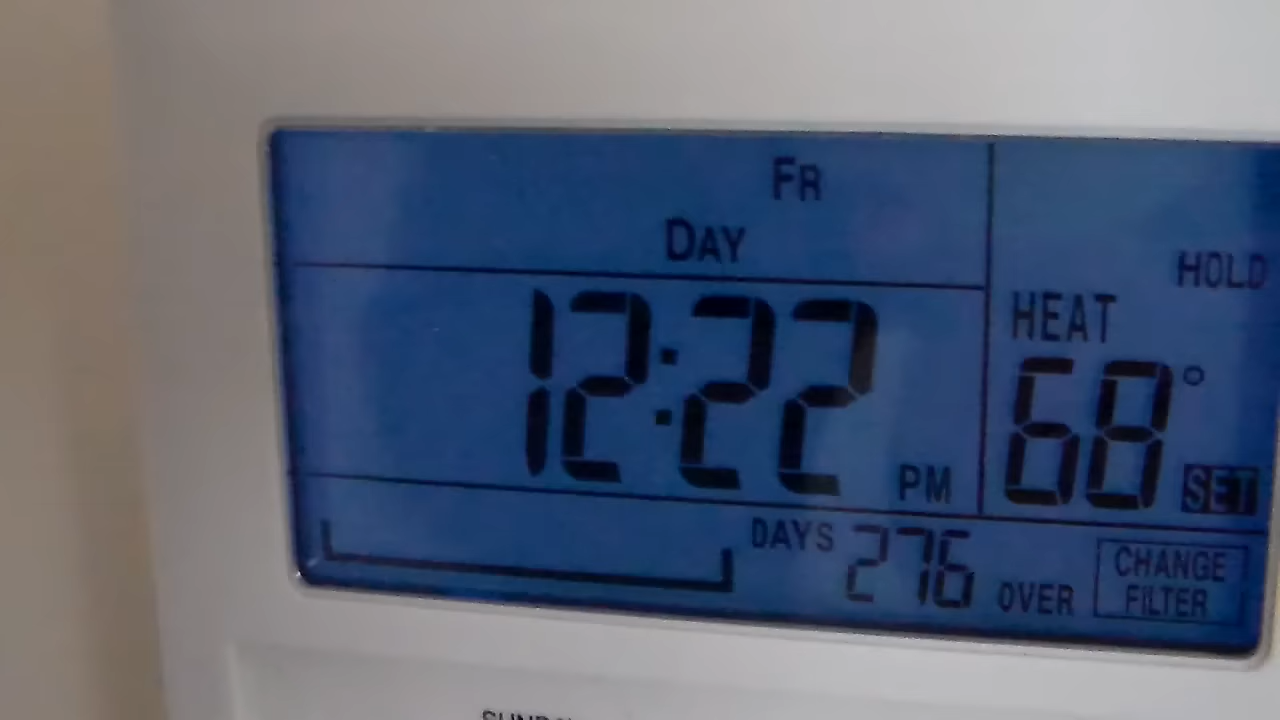 FR
DAY
HOLD
HEAT
12:22 PM
68° SET
DAYS 276 OVER
CHANGE
FILTER